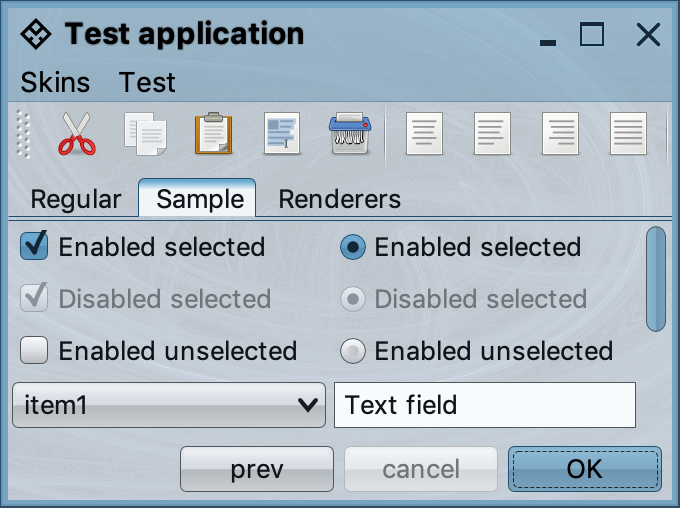 Test application
Skins Test
Regular Sample Renderers
Enabled selected Enabled selected
Disabled selected Disabled selected
Enabled unselected Enabled unselected
item1 Text field
prev cancel OK